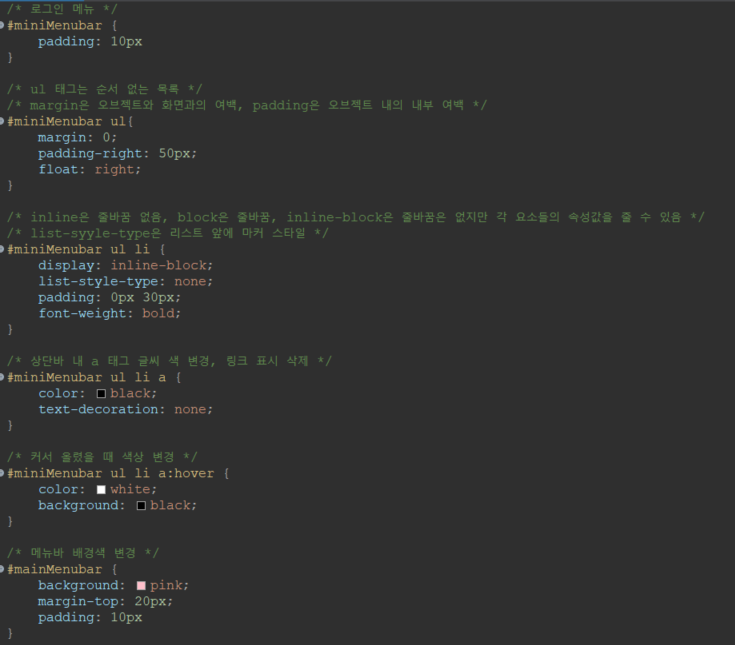 /* 로그인 메뉴 */
#miniMenubar {
    padding: 10px
}

/* ul 태그는 순서 없는 목록 */
/* margin은 오브젝트와 화면과의 여백, padding은 오브젝트 내의 내부 여백 */
#miniMenubar ul{
    margin: 0;
    padding-right: 50px;
    float: right;
}

/* inline은 줄바꿈 없음, block은 줄바꿈, inline-block은 줄바꿈은 없지만 각 요소들의 속성값을 줄 수 있음 */
/* list-syyle-type은 리스트 앞에 마커 스타일 */
#miniMenubar ul li {
    display: inline-block;
    list-style-type: none;
    padding: 0px 30px;
    font-weight: bold;
}

/* 상단바 내 a 태그 글씨 색 변경, 링크 표시 삭제 */
#miniMenubar ul li a {
    color: black;
    text-decoration: none;
}

/* 커서 올렸을 때 색상 변경 */
#miniMenubar ul li a:hover {
    color: white;
    background: black;
}

/* 메뉴바 배경색 변경 */
#mainMenubar {
    background: pink;
    margin-top: 20px;
    padding: 10px
}